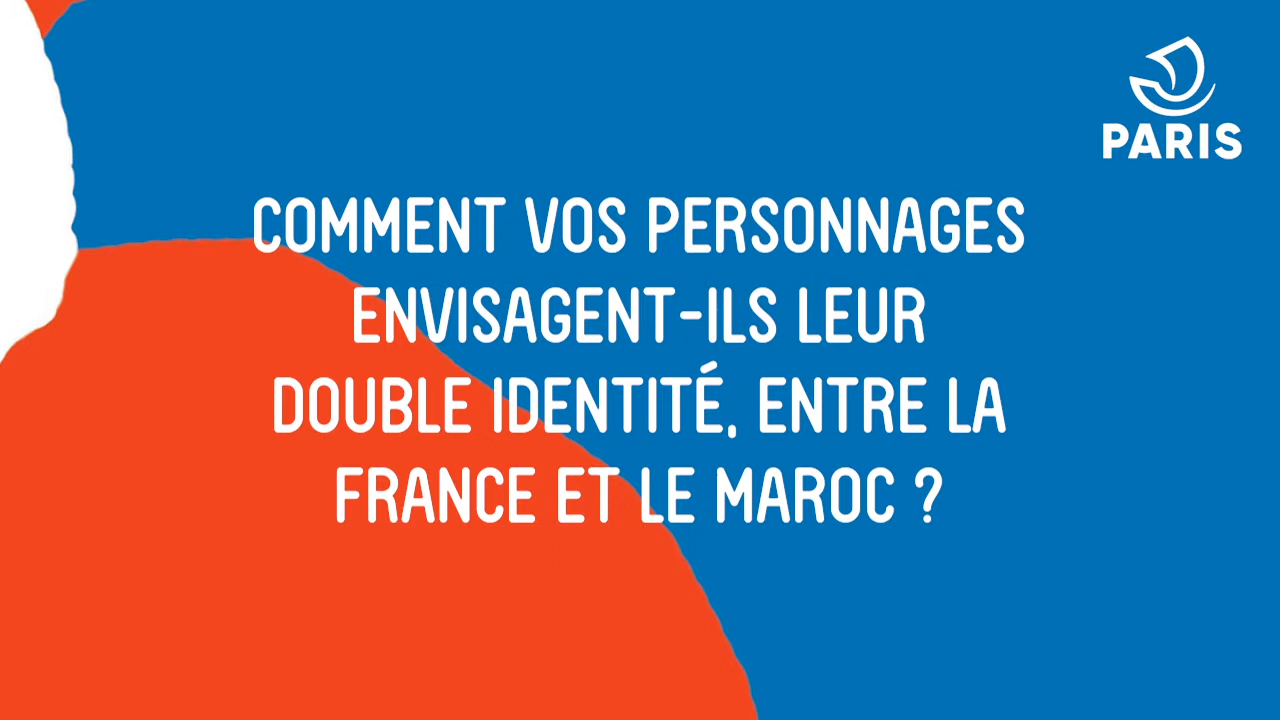 PARIS
COMMENT VOS PERSONNAGES
ENVISAGENT-ILS LEUR
DOUBLE IDENTITÉ, ENTRE LA
FRANCE ET LE MAROC ?